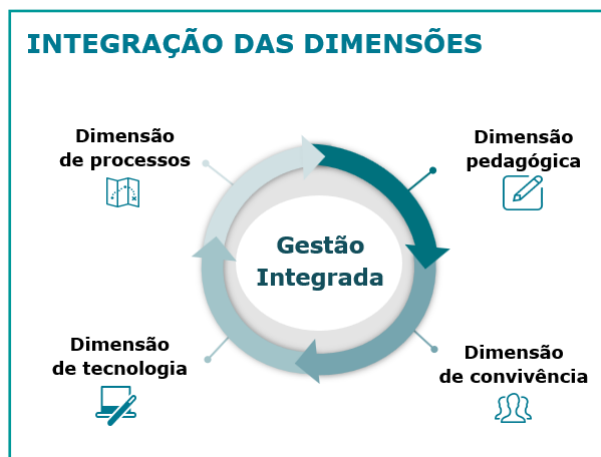 INTEGRAÇÃO DAS DIMENSÕES
Dimensão
de processos
Dimensão
pedagógica
Gestão
Integrada
Dimensão
de tecnologia
Dimensão
de convivência